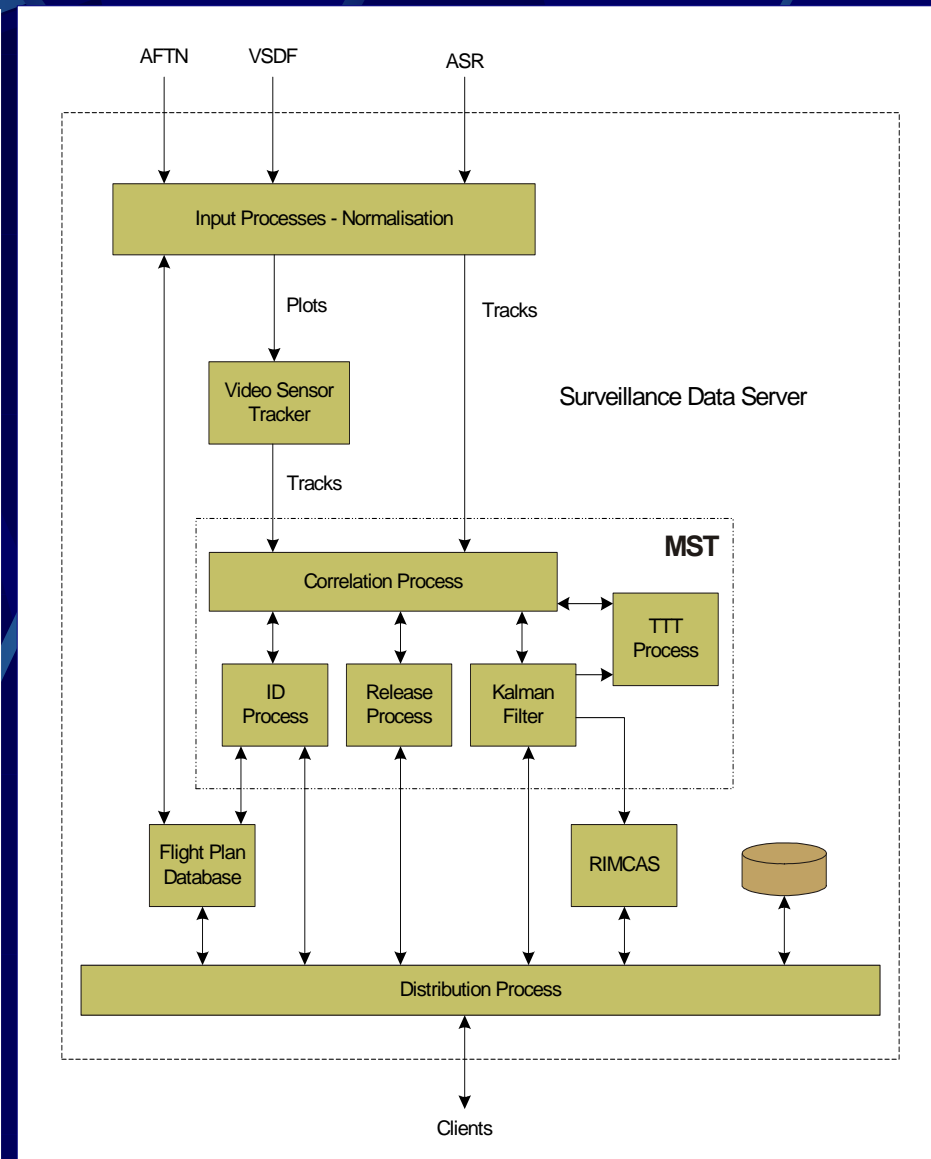 AFTN
VSDF
ASR
Input Processes - Normalisation
Plots
Tracks
Video Sensor
Tracker
Surveillance Data Server
Tracks
MST
Correlation Process
TTT
Process
ID
Process
Release
Process
Kalman
Filter
Flight Plan
Database
RIMCAS
Distribution Process
Clients